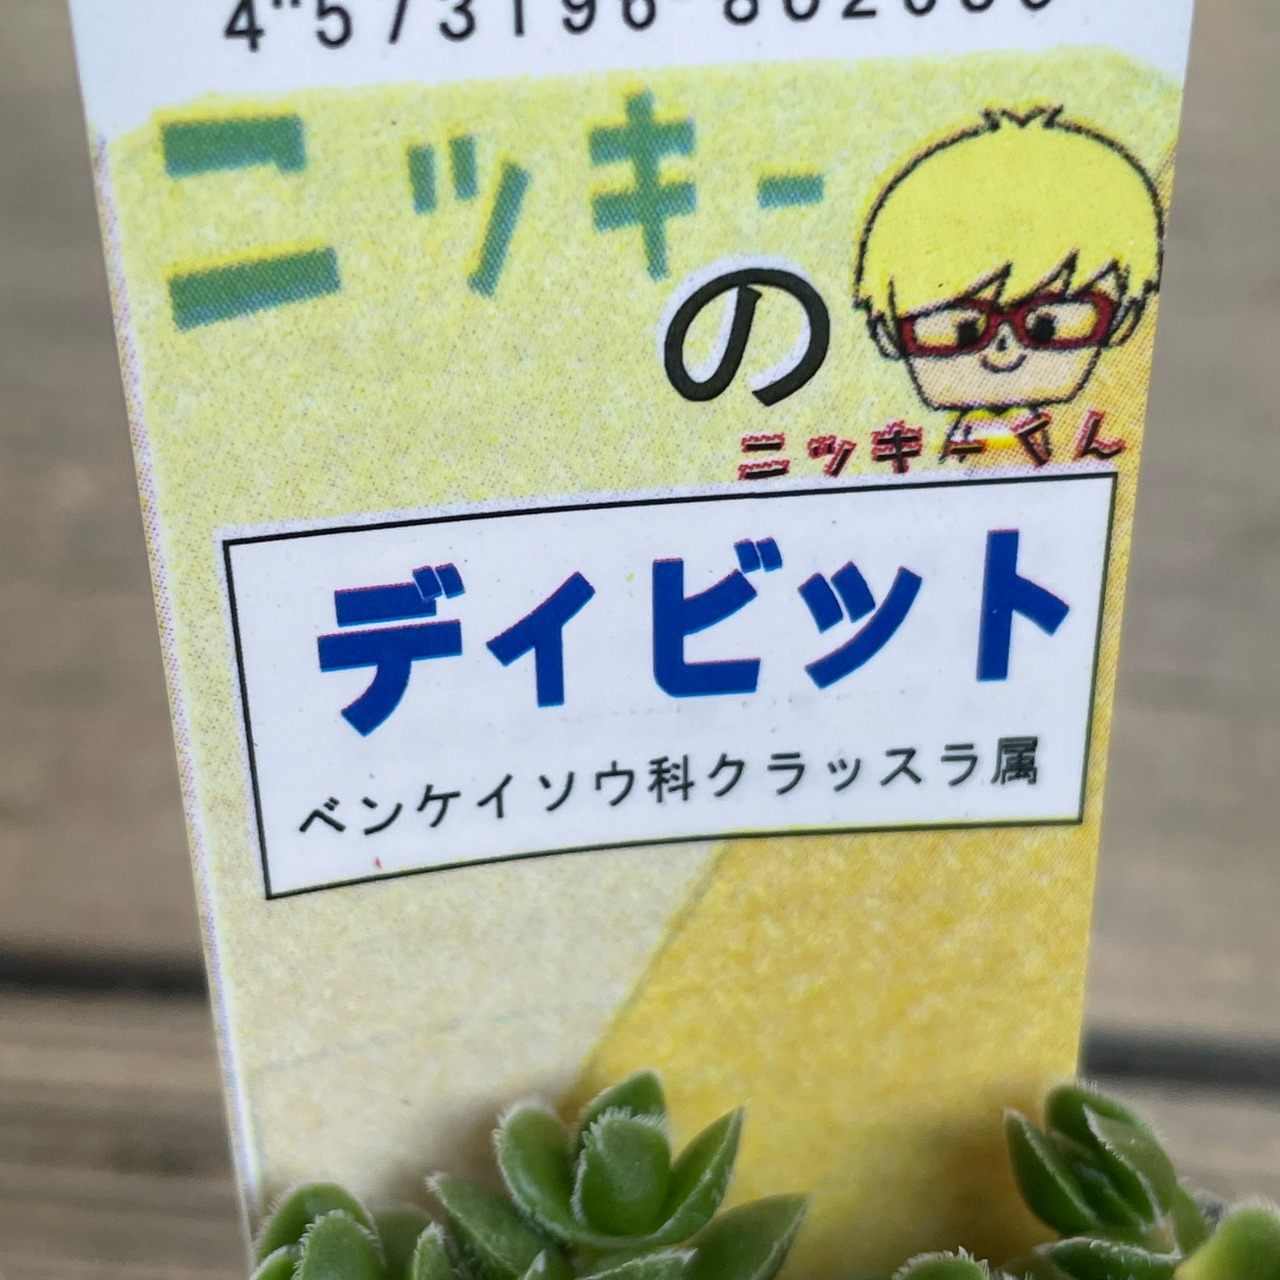 ニッキー
の
ニッキーくん
ディビット
ベンケイソウ科クラッスラ属